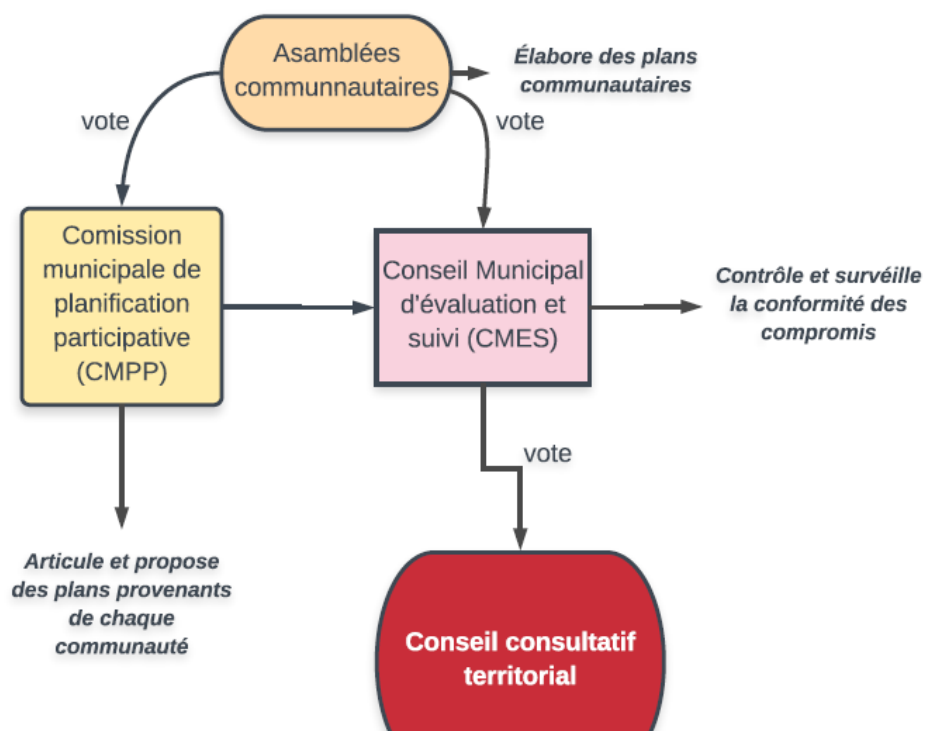 Asamblées
communnautaires
Élabore des plans
communautaires
vote
vote
Comission
municipale de
planification
participative
(CMPP)
Conseil Municipal
d'évaluation et
suivi (CMES)
Contrôle et survéille
la conformité des
compromis
vote
Articule et propose
des plans provenants
de chaque
communauté
Conseil consultatif
territorial